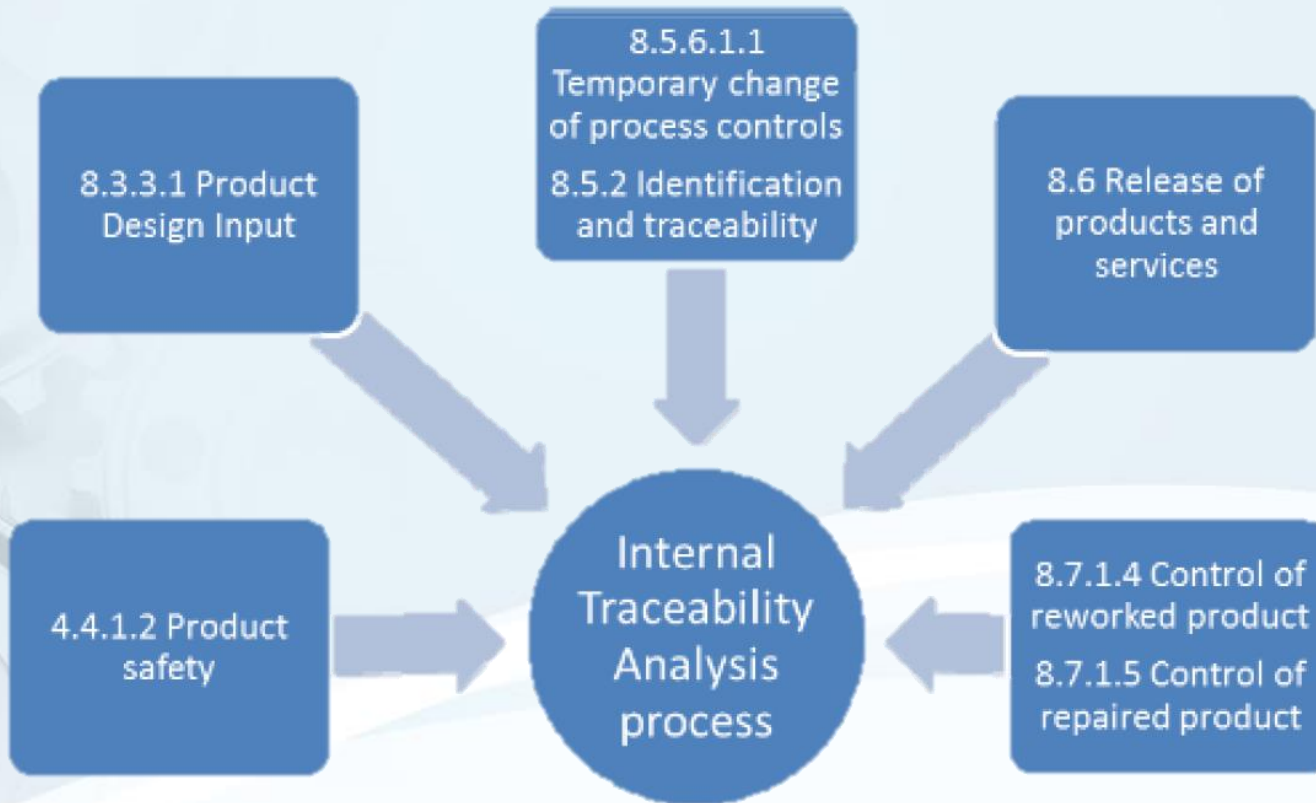 8.5.6.1.1
Temporary change
of process controls
8.5.2 Identification
and traceability
8.3.3.1 Product
Design Input
8.6 Release of
products and
services
4.4.1.2 Product
safety
Internal
Traceability
Analysis
process
8.7.1.4 Control of
reworked product
8.7.1.5 Control of
repaired product